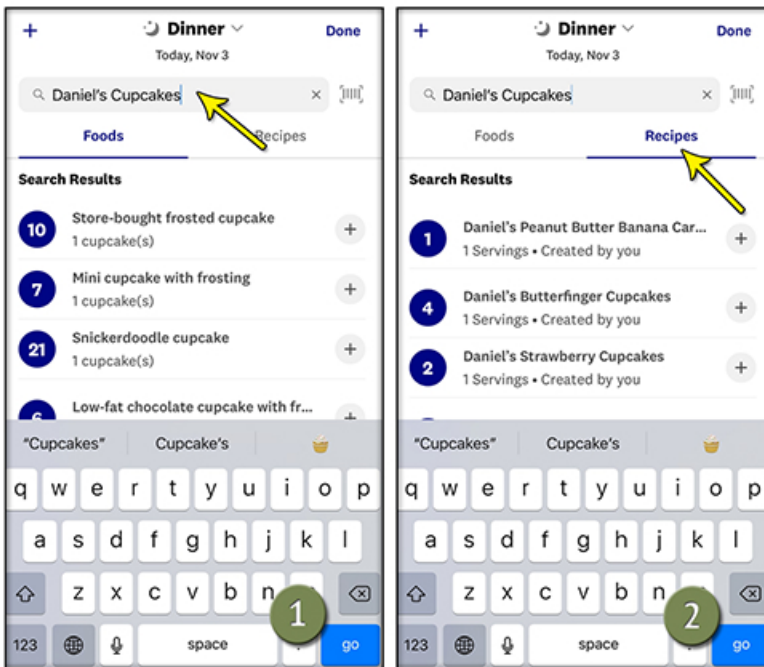 + Dinner Done
Today, Nov 3
Daniel's Cupcakes ×
Foods Recipes
Search Results
10 Store-bought frosted cupcake
1 cupcake(s) +
7 Mini cupcake with frosting
1 cupcake(s) +
21 Snickerdoodle cupcake
1 cupcake(s) +
6 Low-fat chocolate cupcake with fr... +
"Cupcakes" Cupcake's
q w e r t y u i o p
a s d f g h j k l
z x c v b n
123 space go
1
+ Dinner Done
Today, Nov 3
Daniel's Cupcakes ×
Foods Recipes
Search Results
1 Daniel's Peanut Butter Banana Car...
1 Servings • Created by you +
4 Daniel's Butterfinger Cupcakes
1 Servings • Created by you +
2 Daniel's Strawberry Cupcakes
1 Servings • Created by you +
"Cupcakes" Cupcake's
q w e r t y u i o p
a s d f g h j k l
z x c v b n
123 space go
2